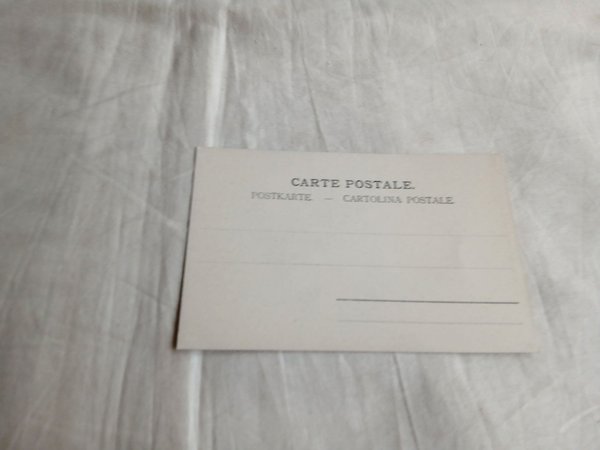 CARTE POSTALE.
POSTKARTE. — CARTOLINA POSTALE